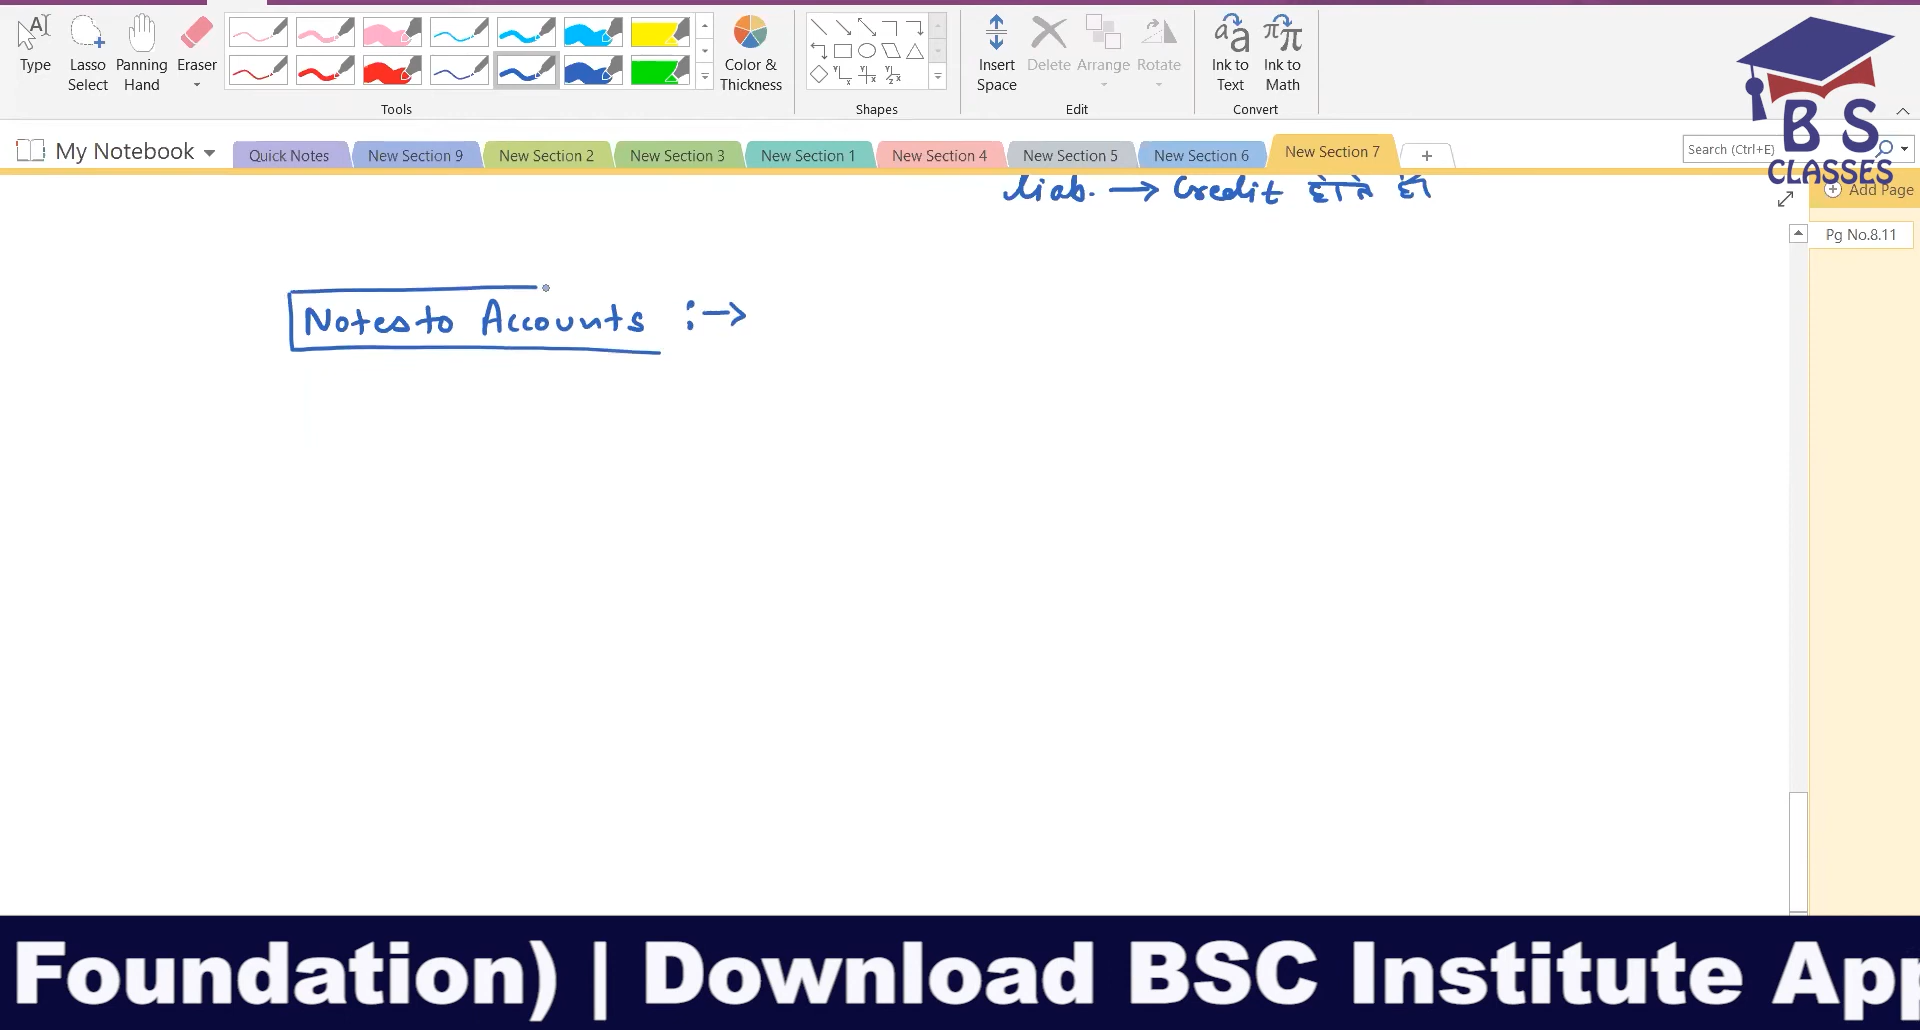 Type
Lasso Select
Panning Hand
Eraser
Color & Thickness
Insert Space
Delete
Arrange
Rotate
Ink to Text
Ink to Math
Tools
Shapes
Edit
Convert
B S
CLASSES
My Notebook
Quick Notes
New Section 9
New Section 2
New Section 3
New Section 1
New Section 4
New Section 5
New Section 6
New Section 7
+
Search (Ctrl+E)
Add Page
Pg No.8.11
liab. → Credit
Notes to Accounts :→
Foundation) | Download BSC Institute App